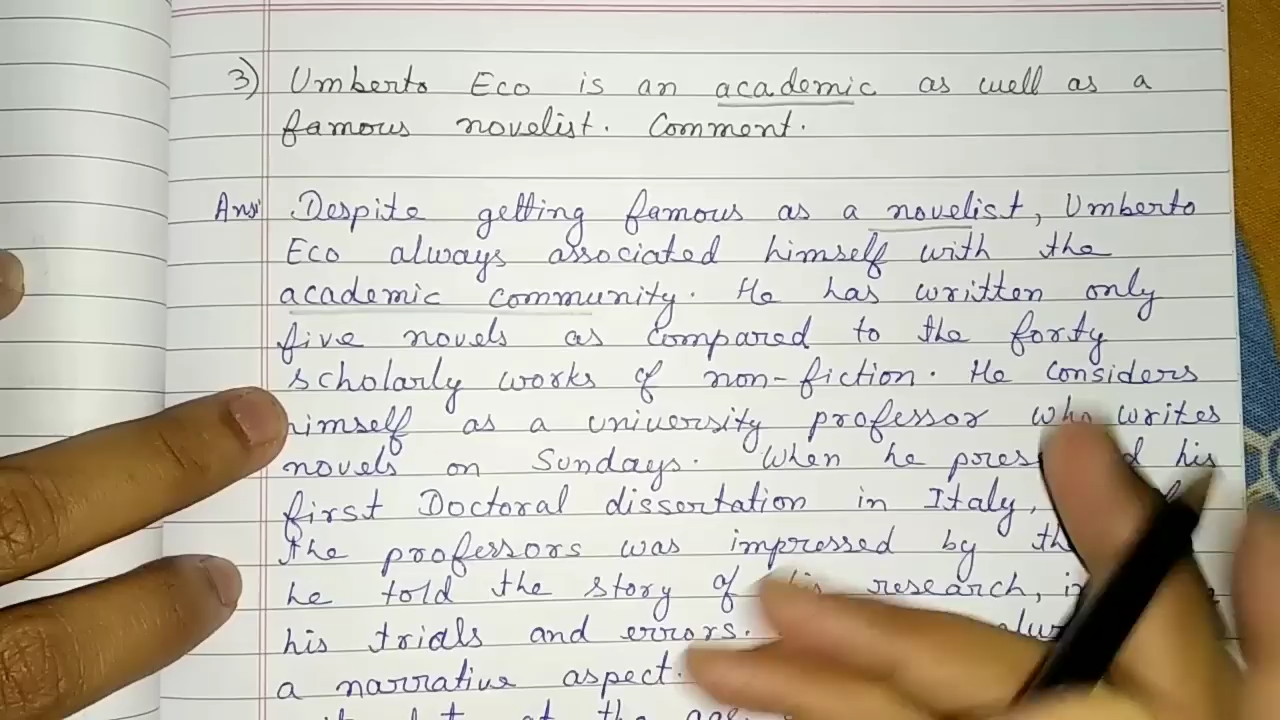 3) Umberto Eco is an academic as well as a
famous novelist. Comment.
Ans: Despite getting famous as a novelist, Umberto
Eco always associated himself with the
academic community. He has written only
five novels as compared to the forty
scholarly works of non-fiction. He considers
himself as a university professor who writes
novels on Sundays. When he his
first Doctoral dissertation in Italy,
the professors was impressed by
he told the story of his research,
his trials and errors.
a narrative aspect.
at the age